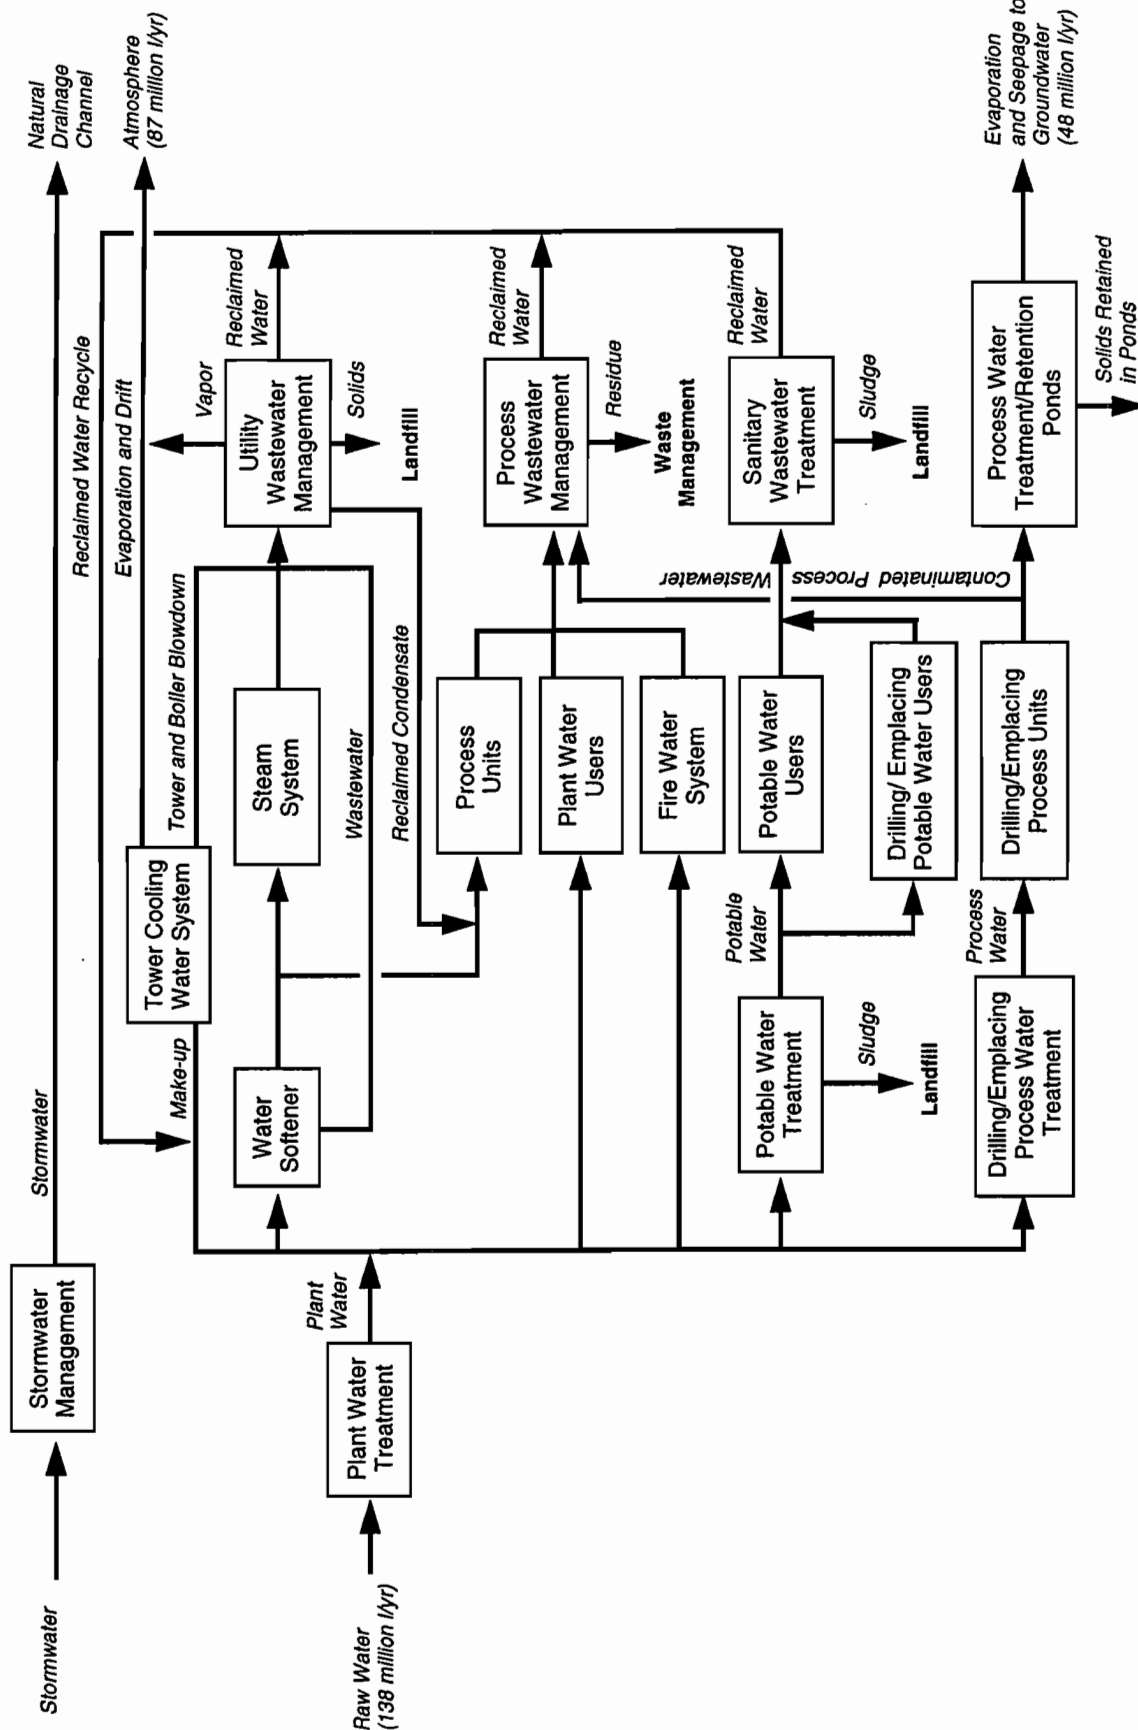 Stormwater
Stormwater
Management
Stormwater
Natural
Drainage
Channel
Reclaimed Water Recycle
Evaporation and Drift
Atmosphere
(87 million l/yr)
Make-up
Tower Cooling
Water System
Tower and Boiler Blowdown
Vapor
Water
Softener
Steam
System
Utility
Wastewater
Management
Reclaimed
Water
Solids
Landfill
Wastewater
Reclaimed Condensate
Raw Water
(138 million l/yr)
Plant Water
Treatment
Plant
Water
Process
Units
Plant Water
Users
Fire Water
System
Process
Wastewater
Management
Reclaimed
Water
Residue
Waste
Management
Potable Water
Treatment
Sludge
Landfill
Potable
Water
Potable Water
Users
Sanitary
Wastewater
Treatment
Reclaimed
Water
Sludge
Landfill
Drilling/ Emplacing
Potable Water Users
Contaminated Process Wastewater
Drilling/Emplacing
Process Water
Treatment
Process
Water
Drilling/Emplacing
Process Units
Process Water
Treatment/Retention
Ponds
Evaporation
and Seepage to
Groundwater
(48 million l/yr)
Solids Retained
in Ponds